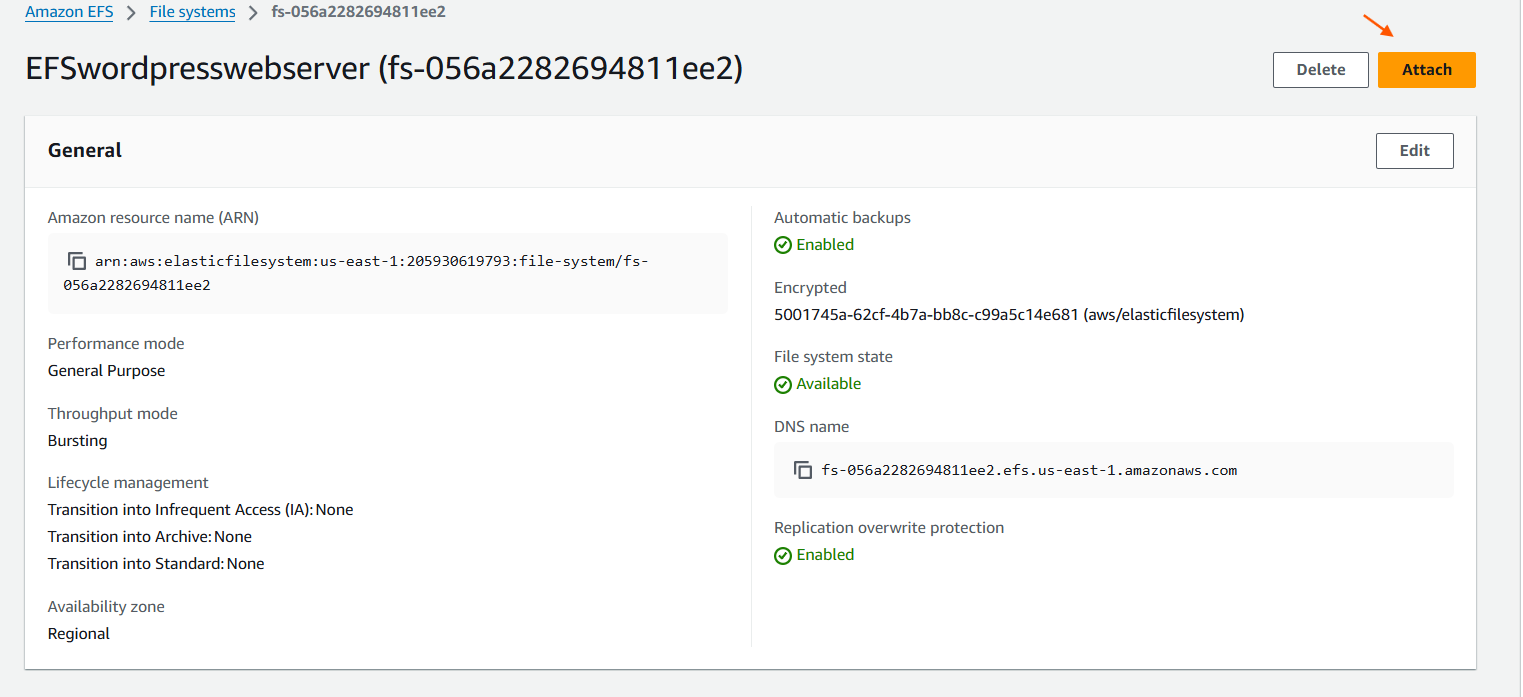 Amazon EFS > File systems > fs-056a2282694811ee2
EFSwordpresswebserver (fs-056a2282694811ee2)
Delete
Attach
General
Edit
Amazon resource name (ARN)
arn:aws:elasticfilesystem:us-east-1:205930619793:file-system/fs-
056a2282694811ee2
Performance mode
General Purpose
Throughput mode
Bursting
Lifecycle management
Transition into Infrequent Access (IA): None
Transition into Archive: None
Transition into Standard: None
Availability zone
Regional
Automatic backups
Enabled
Encrypted
5001745a-62cf-4b7a-bb8c-c99a5c14e681 (aws/elasticfilesystem)
File system state
Available
DNS name
fs-056a2282694811ee2.efs.us-east-1.amazonaws.com
Replication overwrite protection
Enabled